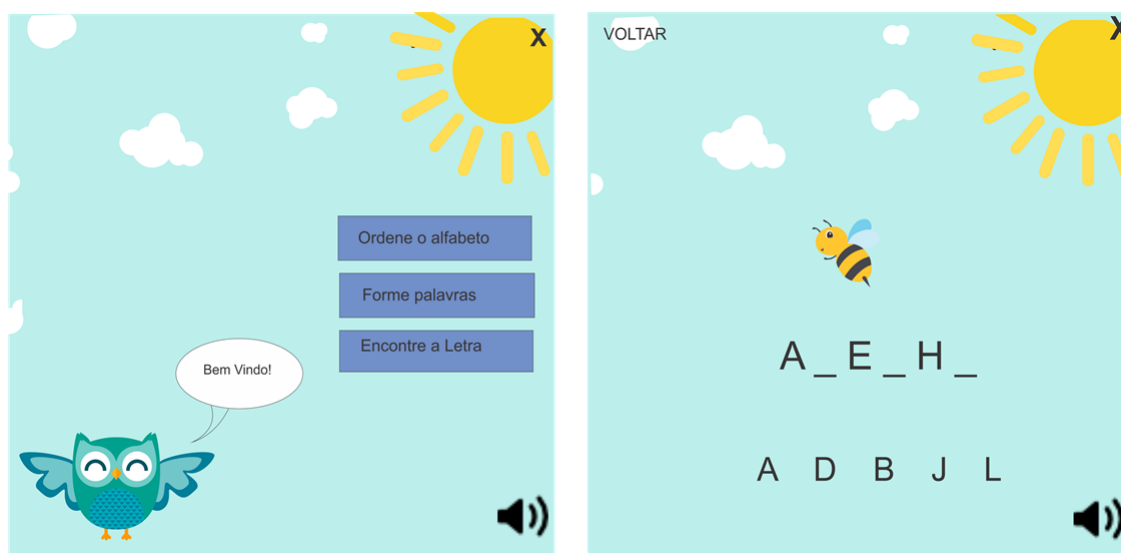 X
Ordene o alfabeto
Forme palavras
Encontre a Letra
Bem Vindo!
VOLTAR
X
A _ E _ H _
A D B J L